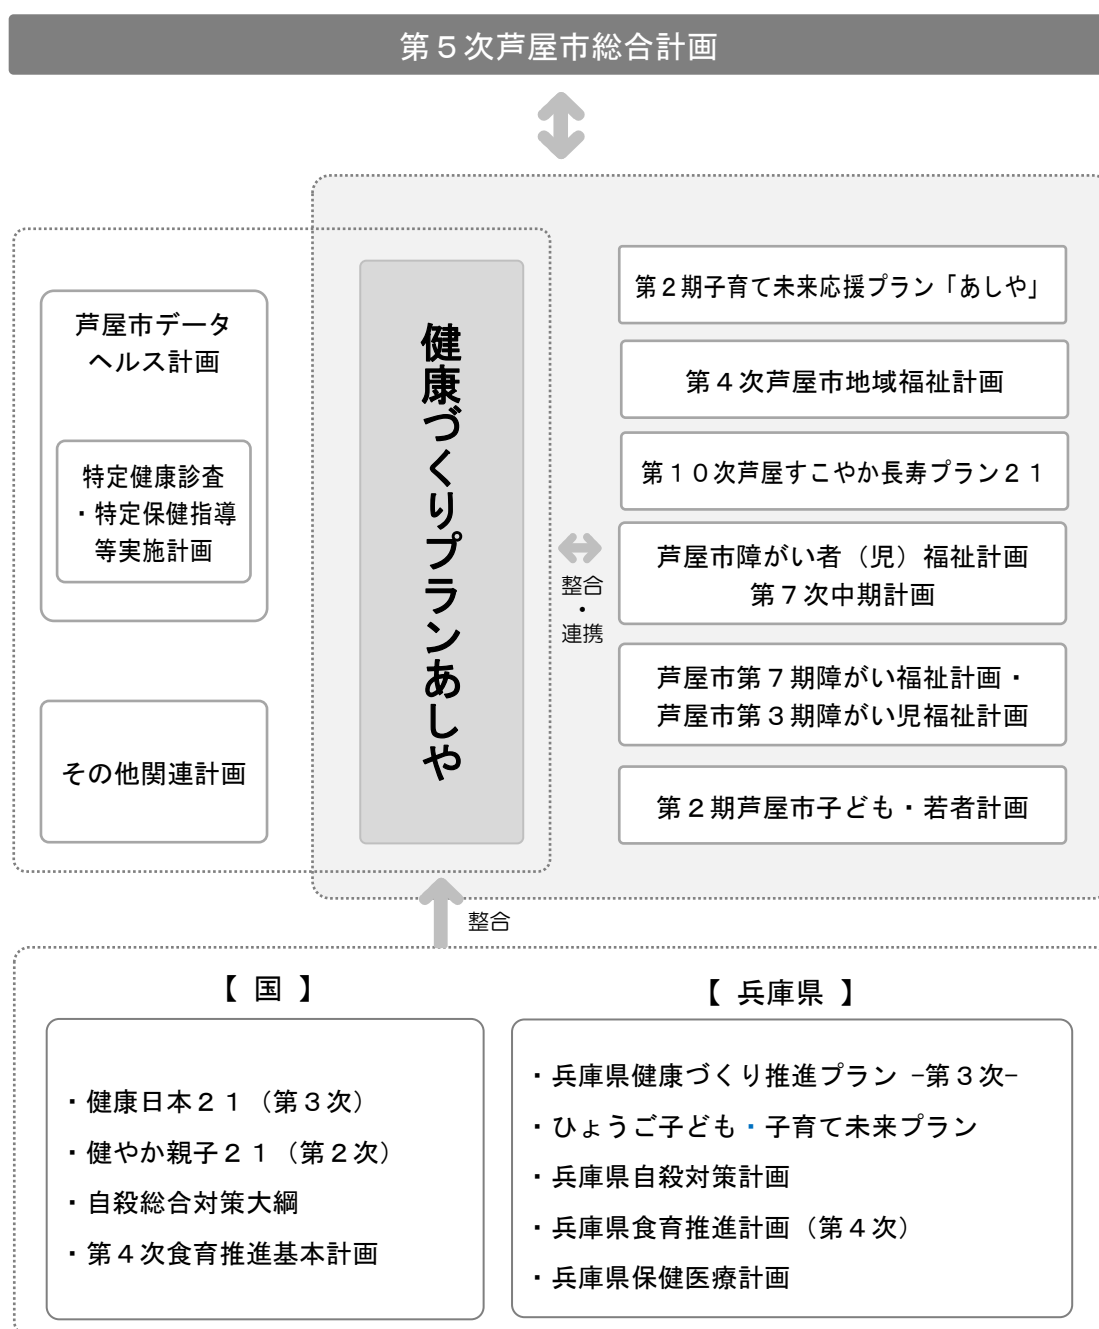 第５次芦屋市総合計画
芦屋市データ
ヘルス計画
特定健康診査
・特定保健指導
等実施計画
その他関連計画
健康づくりプランあしや
整合
・
連携
第２期子育て未来応援プラン「あしや」
第４次芦屋市地域福祉計画
第１０次芦屋すこやか長寿プラン２１
芦屋市障がい者（児）福祉計画
第７次中期計画
芦屋市第７期障がい福祉計画・
芦屋市第３期障がい児福祉計画
第２期芦屋市子ども・若者計画
整合
【 国 】
・健康日本２１（第３次）
・健やか親子２１（第２次）
・自殺総合対策大綱
・第４次食育推進基本計画
【 兵庫県 】
・兵庫県健康づくり推進プラン −第３次−
・ひょうご子ども・子育て未来プラン
・兵庫県自殺対策計画
・兵庫県食育推進計画（第４次）
・兵庫県保健医療計画